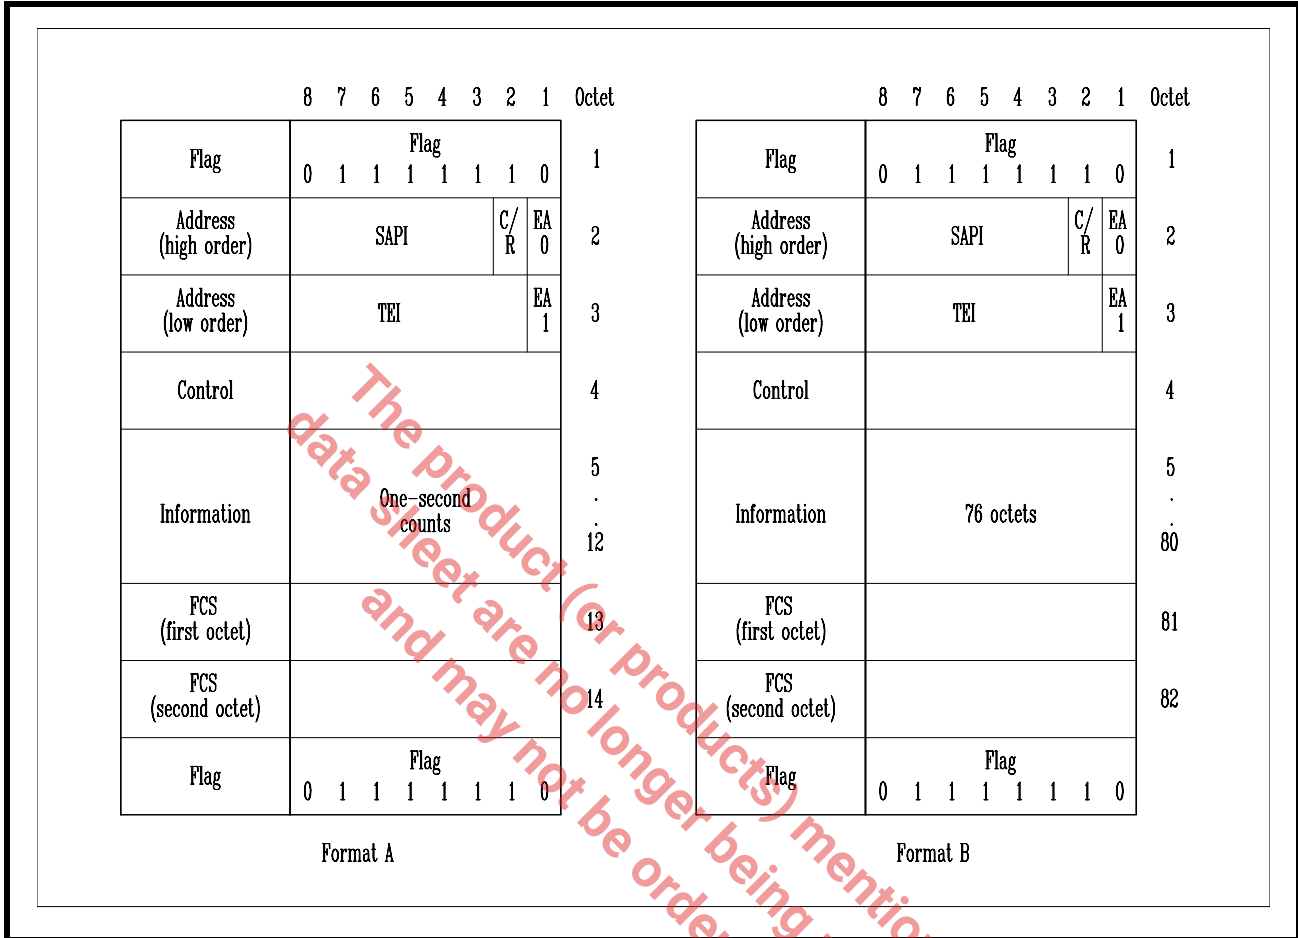 8 7 6 5 4 3 2 1 Octet
Flag
Flag
0 1 1 1 1 1 1 0
1
Address
(high order)
SAPI
C/
R
EA
0
2
Address
(low order)
TEI
EA
1
3
Control
4
Information
One-second
counts
5
.
.
12
FCS
(first octet)
13
FCS
(second octet)
14
Flag
Flag
0 1 1 1 1 1 1 0
Format A
8 7 6 5 4 3 2 1 Octet
Flag
Flag
0 1 1 1 1 1 1 0
1
Address
(high order)
SAPI
C/
R
EA
0
2
Address
(low order)
TEI
EA
1
3
Control
4
Information
76 octets
5
.
.
80
FCS
(first octet)
81
FCS
(second octet)
82
Flag
Flag
0 1 1 1 1 1 1 0
Format B
The product (or products) mention
data sheet are no longer being
and may not be order